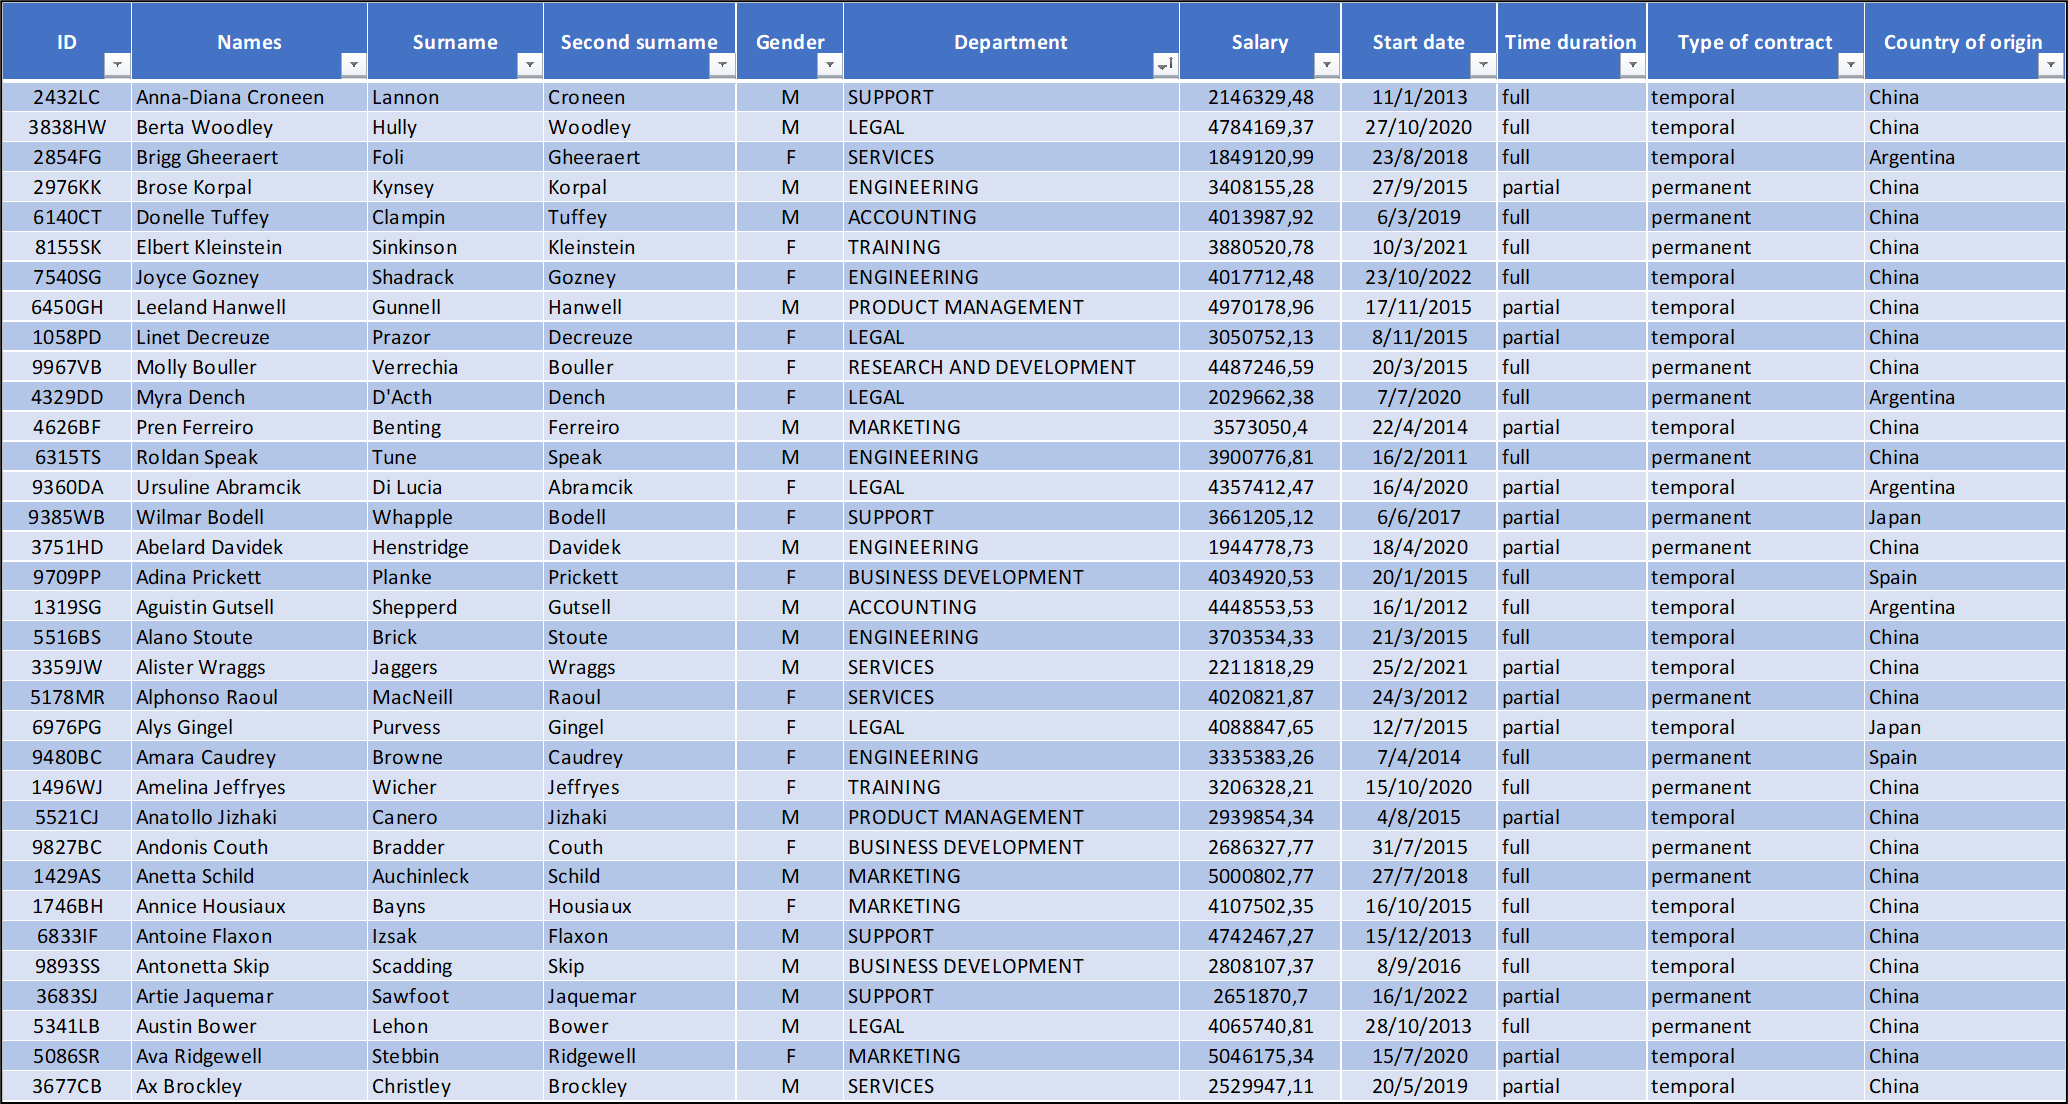 ID Names Surname Second surname Gender Department Salary Start date Time duration Type of contract Country of origin
2432LC Anna-Diana Croneen Lannon Croneen M SUPPORT 2146329,48 11/1/2013 full temporal China
3838HW Berta Woodley Hully Woodley M LEGAL 4784169,37 27/10/2020 full temporal China
2854FG Brigg Gheeraert Foli Gheeraert F SERVICES 1849120,99 23/8/2018 full temporal Argentina
2976KK Brose Korpal Kynsey Korpal M ENGINEERING 3408155,28 27/9/2015 partial permanent China
6140CT Donelle Tuffey Clampin Tuffey M ACCOUNTING 4013987,92 6/3/2019 full permanent China
8155SK Elbert Kleinstein Sinkinson Kleinstein F TRAINING 3880520,78 10/3/2021 full permanent China
7540SG Joyce Gozney Shadrack Gozney F ENGINEERING 4017712,48 23/10/2022 full temporal China
6450GH Leeland Hanwell Gunnell Hanwell M PRODUCT MANAGEMENT 4970178,96 17/11/2015 partial temporal China
1058PD Linet Decreuze Prazor Decreuze F LEGAL 3050752,13 8/11/2015 partial temporal China
9967VB Molly Bouller Verrechia Bouller F RESEARCH AND DEVELOPMENT 4487246,59 20/3/2015 full permanent China
4329DD Myra Dench D'Acth Dench F LEGAL 2029662,38 7/7/2020 full permanent Argentina
4626BF Pren Ferreiro Benting Ferreiro M MARKETING 3573050,4 22/4/2014 partial temporal China
6315TS Roldan Speak Tune Speak M ENGINEERING 3900776,81 16/2/2011 full permanent China
9360DA Ursuline Abramcik Di Lucia Abramcik F LEGAL 4357412,47 16/4/2020 partial temporal Argentina
9385WB Wilmar Bodell Whapple Bodell F SUPPORT 3661205,12 6/6/2017 partial permanent Japan
3751HD Abelard Davidek Henstridge Davidek M ENGINEERING 1944778,73 18/4/2020 partial permanent China
9709PP Adina Prickett Planke Prickett F BUSINESS DEVELOPMENT 4034920,53 20/1/2015 full temporal Spain
1319SG Aguistin Gutsell Shepperd Gutsell M ACCOUNTING 4448553,53 16/1/2012 full temporal Argentina
5516BS Alano Stoute Brick Stoute M ENGINEERING 3703534,33 21/3/2015 full temporal China
3359JW Alister Wraggs Jaggers Wraggs M SERVICES 2211818,29 25/2/2021 partial temporal China
5178MR Alphonso Raoul MacNeill Raoul F SERVICES 4020821,87 24/3/2012 partial permanent China
6976PG Alys Gingel Purvess Gingel F LEGAL 4088847,65 12/7/2015 partial temporal Japan
9480BC Amara Caudrey Browne Caudrey F ENGINEERING 3335383,26 7/4/2014 full permanent Spain
1496WJ Amelina Jeffryes Wicher Jeffryes F TRAINING 3206328,21 15/10/2020 full permanent China
5521CJ Anatollo Jizhaki Canero Jizhaki M PRODUCT MANAGEMENT 2939854,34 4/8/2015 partial temporal China
9827BC Andonis Couth Bradder Couth F BUSINESS DEVELOPMENT 2686327,77 31/7/2015 full permanent China
1429AS Anetta Schild Auchinleck Schild M MARKETING 5000802,77 27/7/2018 full permanent China
1746BH Annice Housiaux Bayns Housiaux F MARKETING 4107502,35 16/10/2015 full temporal China
6833IF Antoine Flaxon Izsak Flaxon M SUPPORT 4742467,27 15/12/2013 full temporal China
9893SS Antonetta Skip Scadding Skip M BUSINESS DEVELOPMENT 2808107,37 8/9/2016 full temporal China
3683SJ Artie Jaquemar Sawfoot Jaquemar M SUPPORT 2651870,7 16/1/2022 partial permanent China
5341LB Austin Bower Lehon Bower M LEGAL 4065740,81 28/10/2013 full permanent China
5086SR Ava Ridgewell Stebbin Ridgewell F MARKETING 5046175,34 15/7/2020 partial temporal China
3677CB Ax Brockley Christley Brockley M SERVICES 2529947,11 20/5/2019 partial temporal China